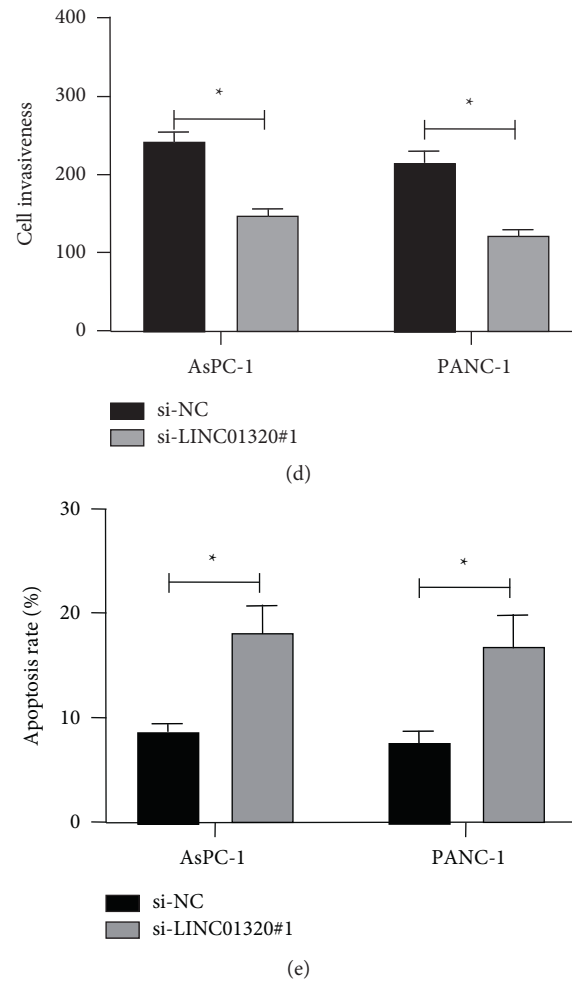 400
300
200
100
0
Cell invasiveness
*
*
AsPC-1 PANC-1
si-NC
si-LINC01320#1
(d)
30
20
10
0
Apoptosis rate (%)
*
*
AsPC-1 PANC-1
si-NC
si-LINC01320#1
(e)